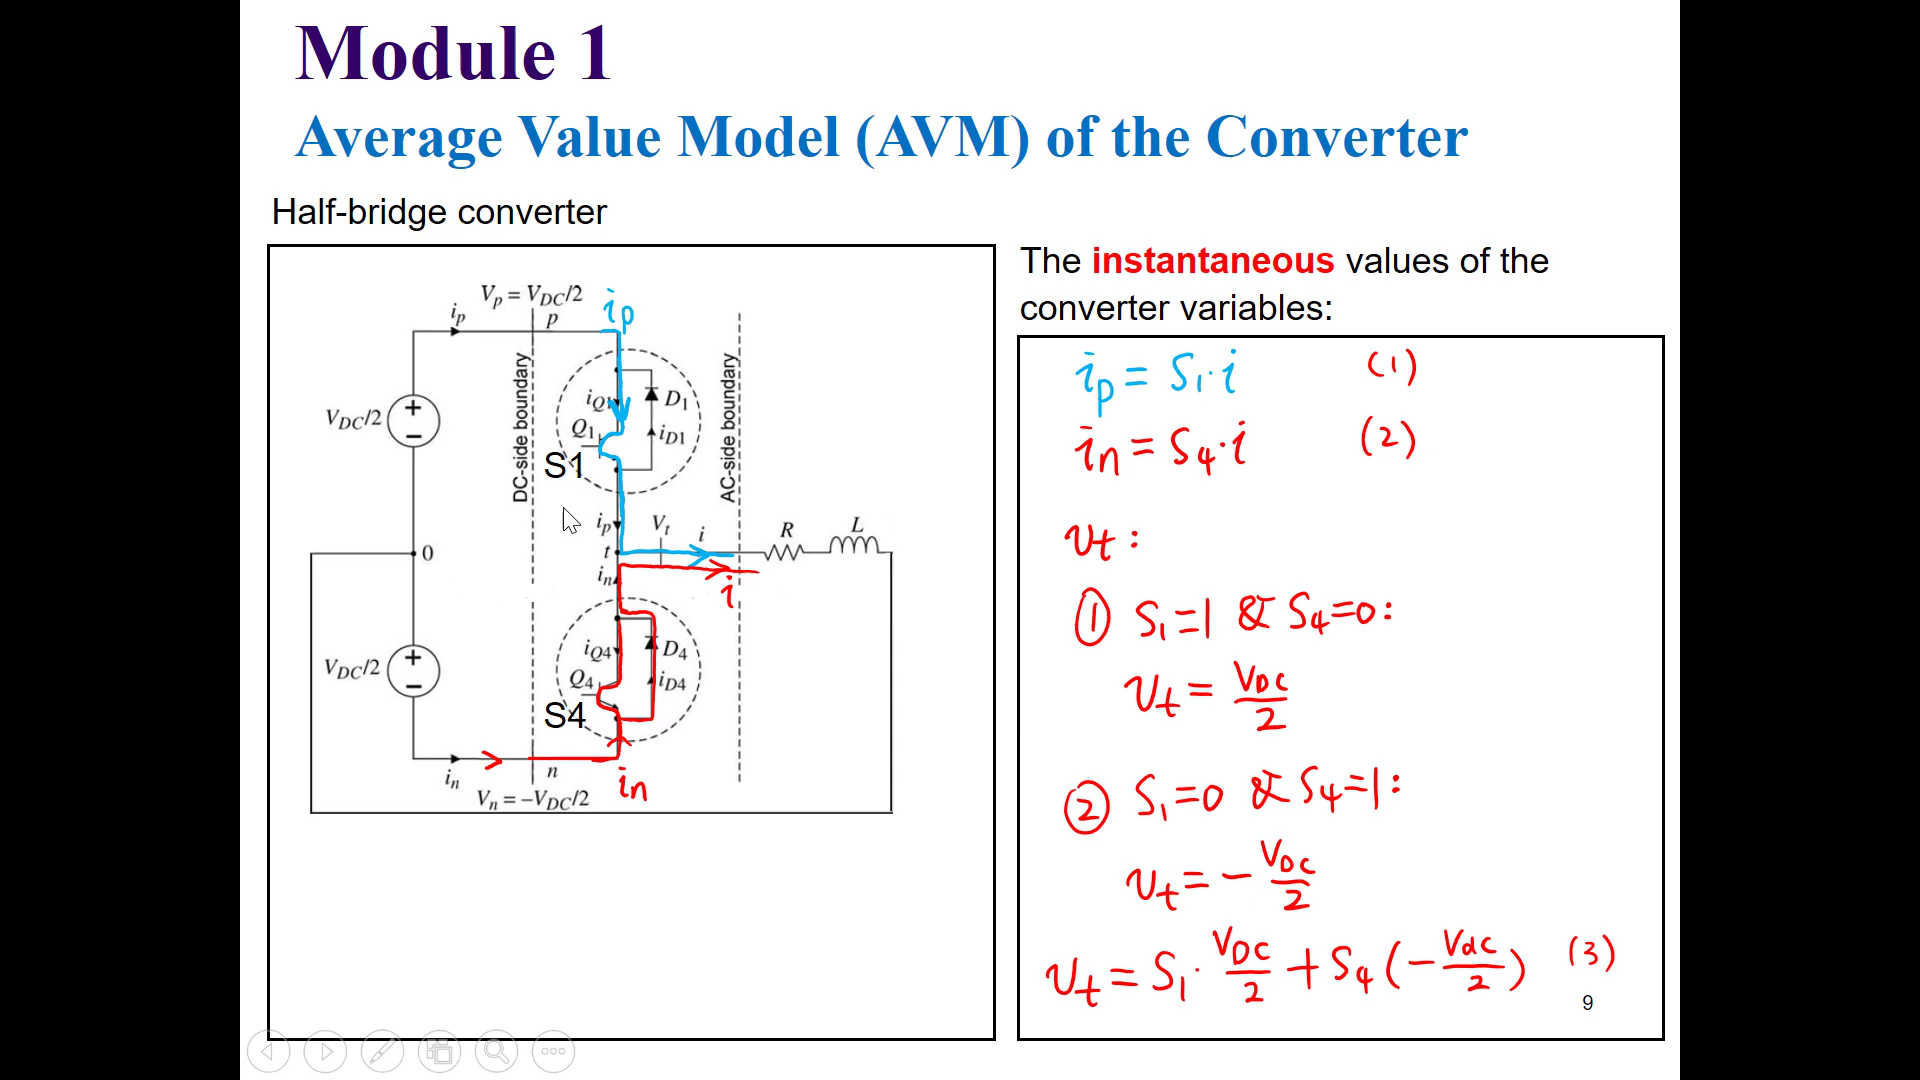 Module 1
Average Value Model (AVM) of the Converter
Half-bridge converter
Vp = VDC/2
ip
p
ip
DC-side boundary
AC-side boundary
VDC/2
+
−
iQ1
D1
Q1
iD1
S1
ip
Vt
i
R
L
0
t
in
i
VDC/2
+
−
iQ4
D4
Q4
iD4
S4
in
n
in
Vn = −VDC/2
The instantaneous values of the
converter variables:
ip = S1·i (1)
in = S4·i (2)
vt :
① S1=1 & S4=0:
vt = VDC/2
② S1=0 & S4=1:
vt = − VDC/2
vt = S1· VDC/2 + S4 (− Vdc/2) (3)
9